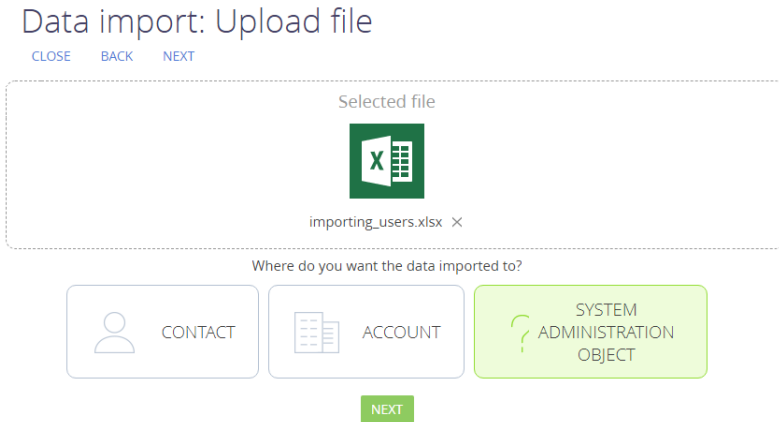 Data import: Upload file
CLOSE BACK NEXT
Selected file
X
importing_users.xlsx ×
Where do you want the data imported to?
CONTACT
ACCOUNT
SYSTEM
ADMINISTRATION
OBJECT
NEXT